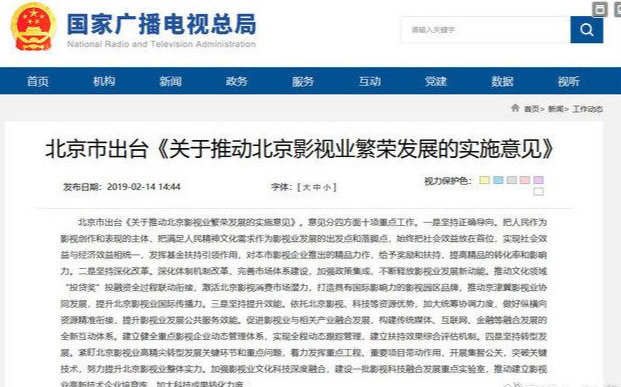 国家广播电视总局
National Radio and Television Administration
请输入关键字
首页 机构 新闻 政务 服务 互动 党建 数据 视听
首页> 新闻> 工作动态
北京市出台《关于推动北京影视业繁荣发展的实施意见》
发布日期：2019-02-14 14:44 字体：[ 大 中 小 ] 视力保护色：
北京市出台《关于推动北京影视业繁荣发展的实施意见》。意见分四方面十项重点工作。一是坚持正确导向。把人民作为
影视创作和表现的主体，把满足人民精神文化需求作为影视业发展的出发点和落脚点，始终把社会效益放在首位，实现社会效
益与经济效益相统一，发挥基金扶持引领作用，对本市影视企业推出的精品力作，给予奖励和扶持，提高精品的转化率和影响
力。二是坚持深化改革。深化体制机制改革，完善市场体系建设，加强政策集成，不断释放影视业发展新动能。推动文化领域
“投贷奖”投融资全过程联动衔接，激活北京影视消费市场潜力，打造具有国际影响力的影视园区品牌，推动京津冀影视业协
同发展，提升北京影视业国际传播力。三是坚持提升效能。依托北京影视、科技等资源优势，加大统筹协调力度，做好纵横向
资源精准衔接，提升影视业发展公共服务效能。促进影视业与相关产业融合发展，构建传统媒体、互联网、金融等融合发展的
全新互动体系。建立健全重点影视企业动态管理体系，实现全程动态跟踪管理，建立扶持效果综合评估机制。四是坚持转型发
展。紧盯北京影视业高精尖转型发展关键环节和重点问题，着力发挥重点工程、重要项目带动作用，开展集智公关，突破关键
技术，努力提升影视业整体实力。加强影视业文化科技深度融合，建设一批影视科技融合发展重点实验室，推动建立影视
业高新技术企业培育库，加大科技成果转化力度